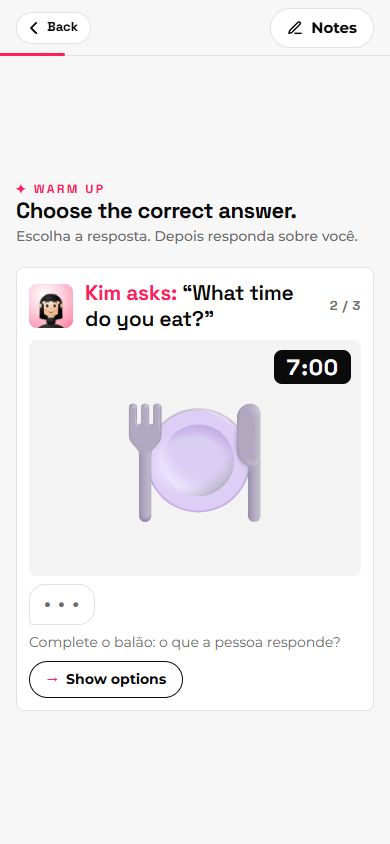 Back
Notes
✦ WARM UP
Choose the correct answer.
Escolha a resposta. Depois responda sobre você.
Kim asks: “What time
do you eat?”
2 / 3
7:00
• • •
Complete o balão: o que a pessoa responde?
→ Show options